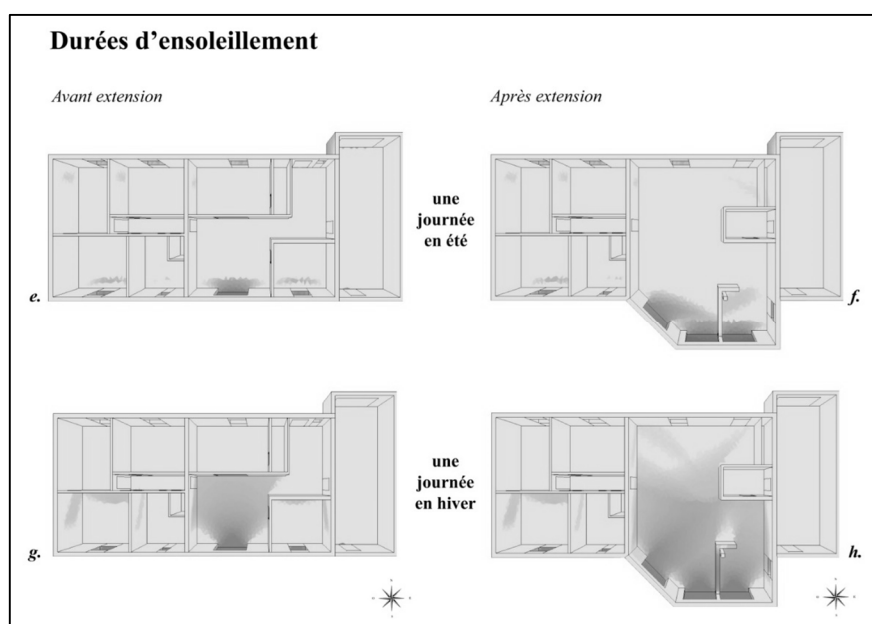 Durées d'ensoleillement
Avant extension
Après extension
une
journée
en été
e.
f.
une
journée
en hiver
g.
h.